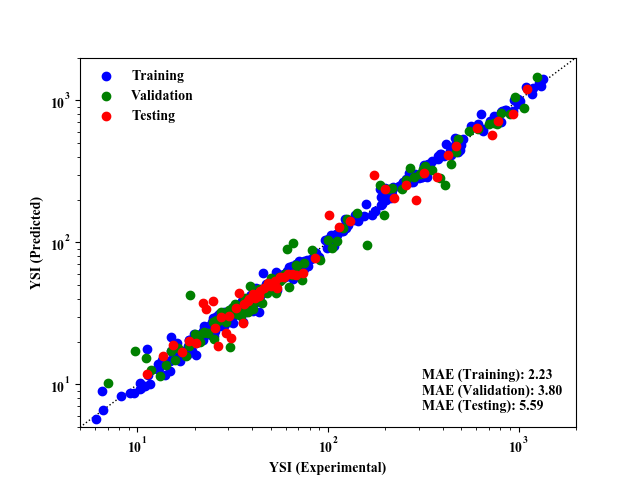 Training
Validation
Testing
10³
10²
10¹
YSI (Predicted)
MAE (Training): 2.23
MAE (Validation): 3.80
MAE (Testing): 5.59
10¹ 10² 10³
YSI (Experimental)